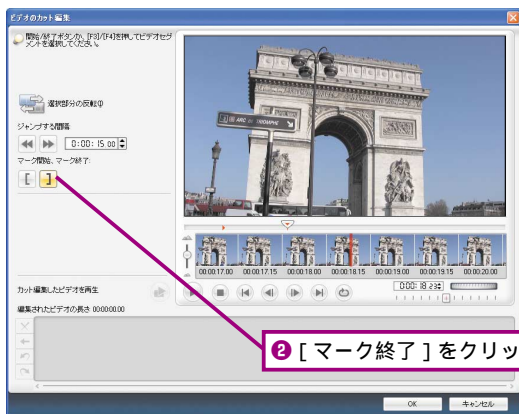 ビデオのカット編集
開始/終了ボタンか、[F3]/[F4]を押してビデオセグ
メントを選択してください。
選択部分の反転(I)
ジャンプする間隔
0:00:15.00
マーク開始、マーク終了:
[ ]
ARC DE TRIOMPHE
00:00:17.00 00:00:17.15 00:00:18.00 00:00:18.15 00:00:19.00 00:00:19.15 00:00:20.00
カット編集したビデオを再生
0:00:18.23
編集されたビデオの長さ 00:00:00.00
❷ [ マーク終了 ] をクリッ
OK キャンセル